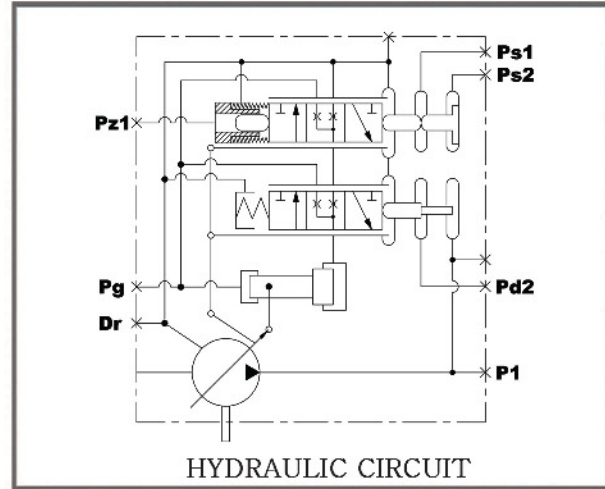 Ps1
Ps2
Pz1
Pg
Pd2
Dr
P1
HYDRAULIC CIRCUIT